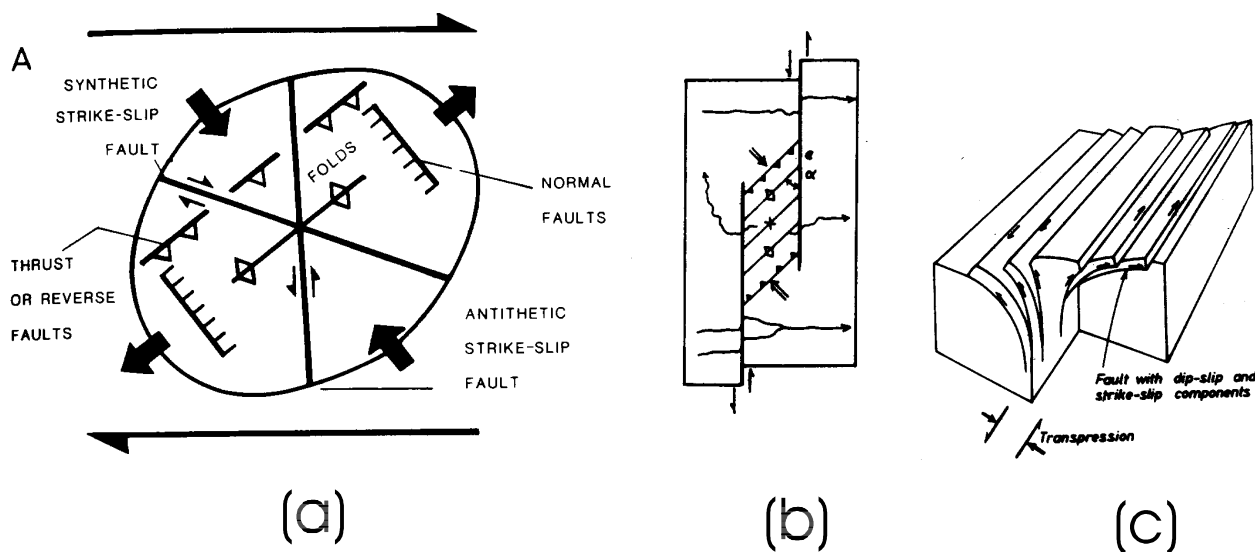 A
SYNTHETIC
STRIKE-SLIP
FAULT
FOLDS
NORMAL
FAULTS
THRUST
OR REVERSE
FAULTS
ANTITHETIC
STRIKE-SLIP
FAULT
(a)
e
α
(b)
Fault with dip-slip and
strike-slip components
Transpression
(c)